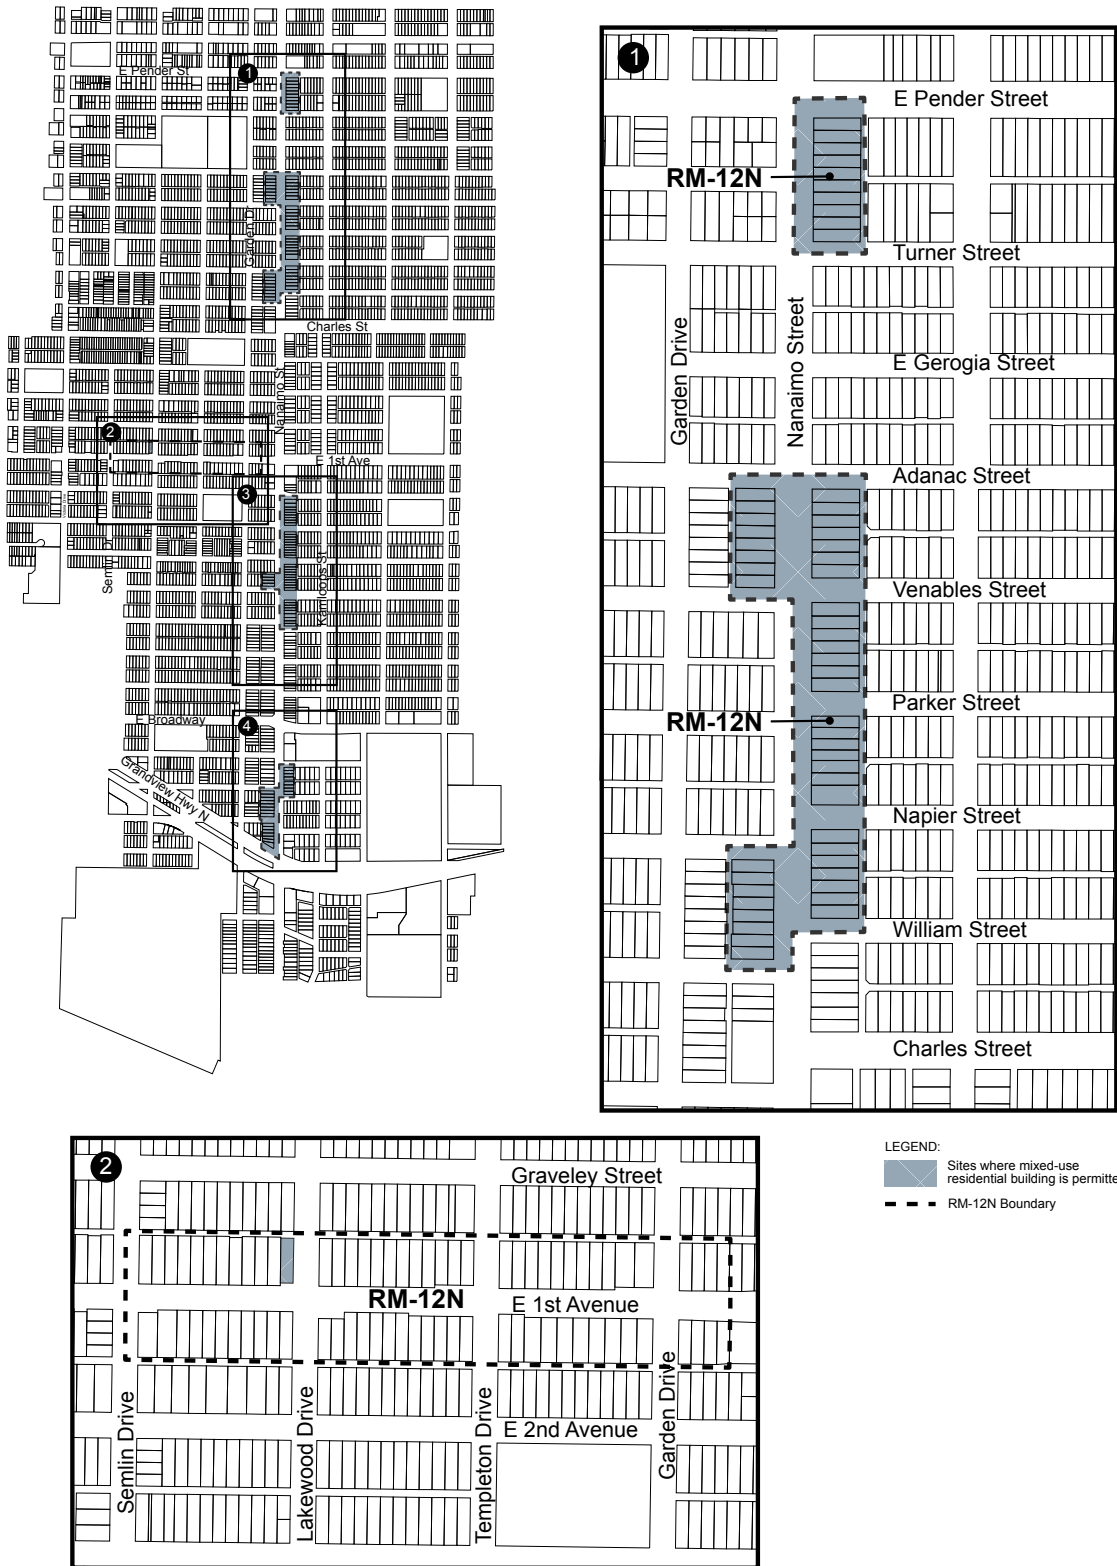 1
E Pender St
Garden Dr
Charles St
Nanaimo St
2
E 1st Ave
3
Semlin Dr
Kamloops St
E Broadway
4
Grandview Hwy N
1
E Pender Street
RM-12N
Turner Street
Garden Drive
Nanaimo Street
E Gerogia Street
Adanac Street
Venables Street
Parker Street
RM-12N
Napier Street
William Street
Charles Street
2
Graveley Street
RM-12N
E 1st Avenue
E 2nd Avenue
Semlin Drive
Lakewood Drive
Templeton Drive
Garden Drive
LEGEND:
Sites where mixed-use
residential building is permitte
RM-12N Boundary